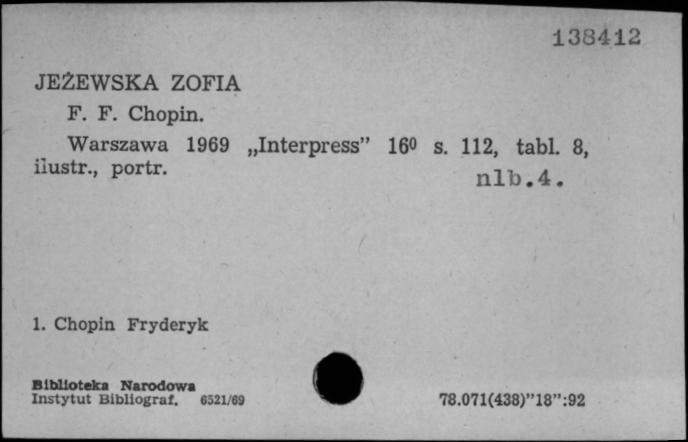 138412
JEŻEWSKA ZOFIA
F. F. Chopin.
Warszawa 1969 „Interpress” 16⁰ s. 112, tabl. 8,
ilustr., portr.
nlb.4.
1. Chopin Fryderyk
Biblioteka Narodowa
Instytut Bibliograf. 6521/69
78.071(438)”18”:92